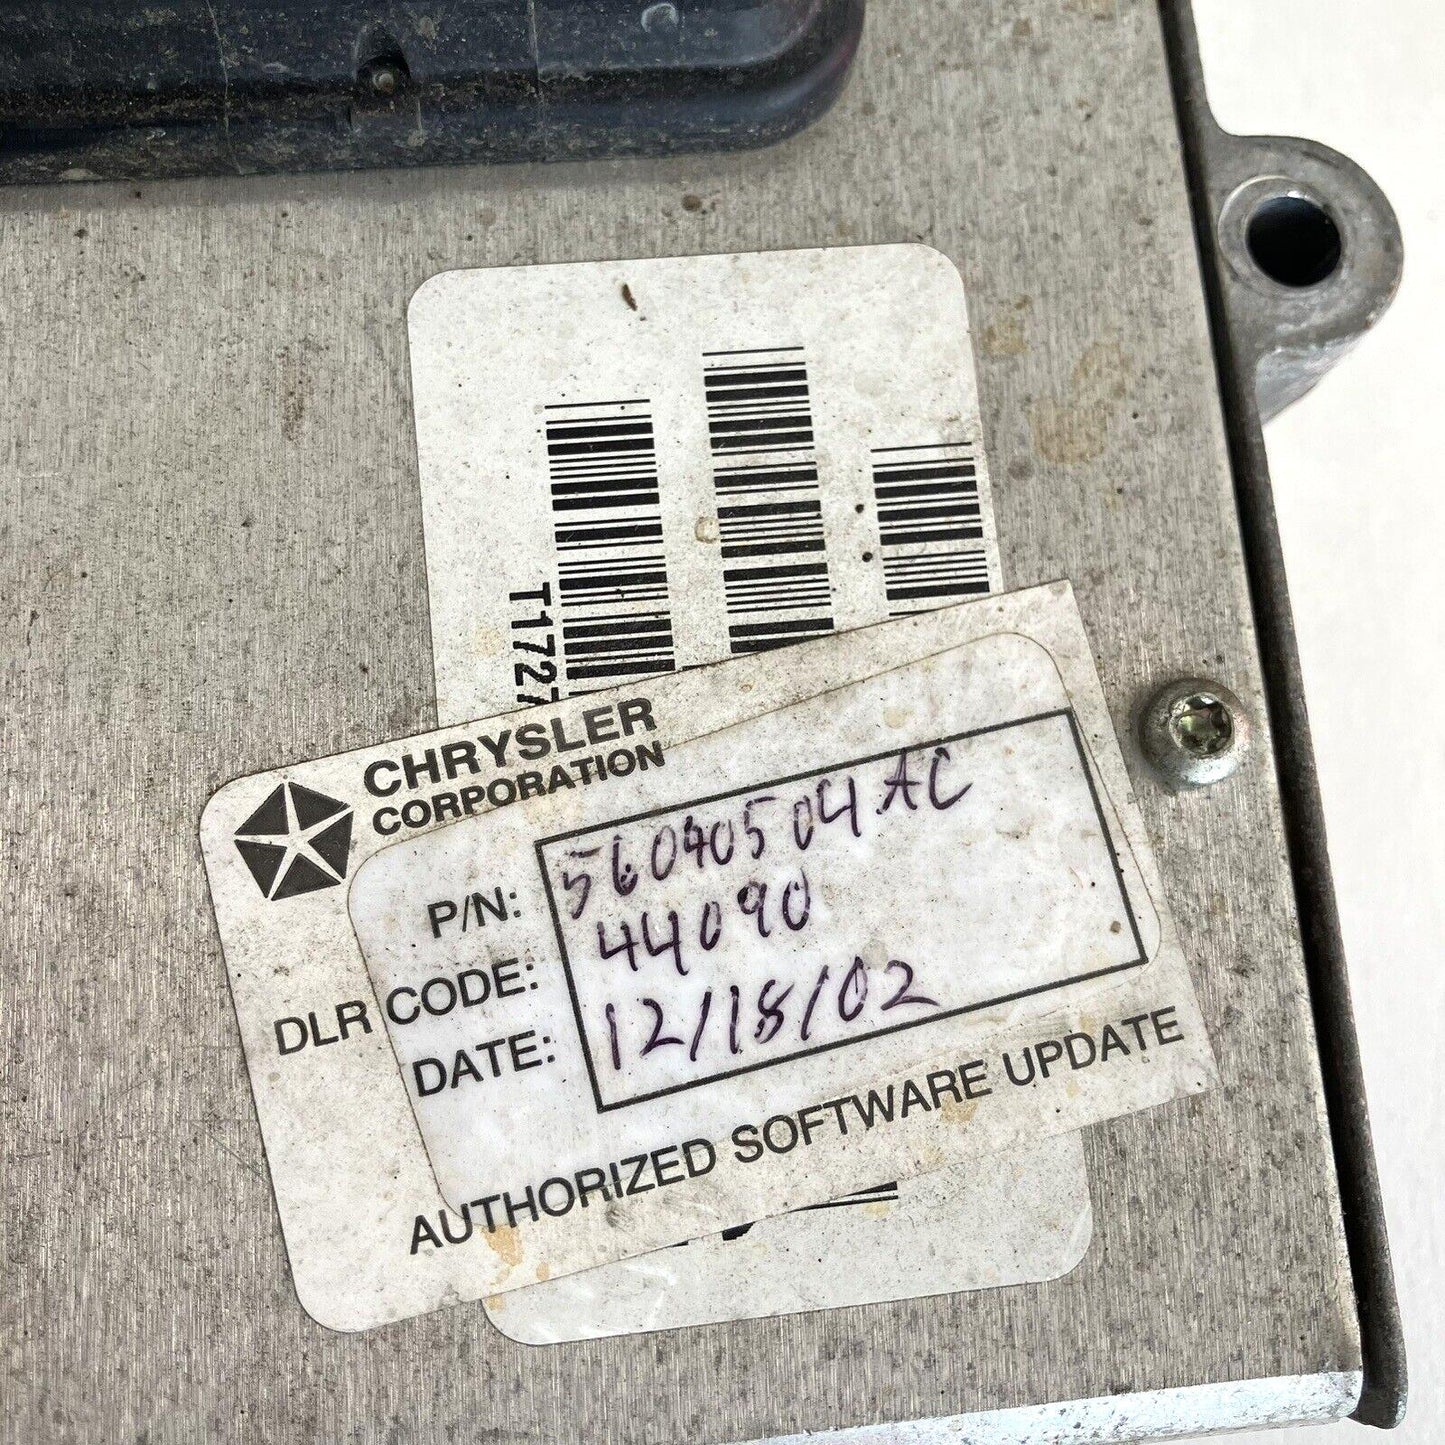 T1727
CHRYSLER
CORPORATION
P/N: 56040504AC
DLR CODE: 44090
DATE: 12/18/02
AUTHORIZED SOFTWARE UPDATE